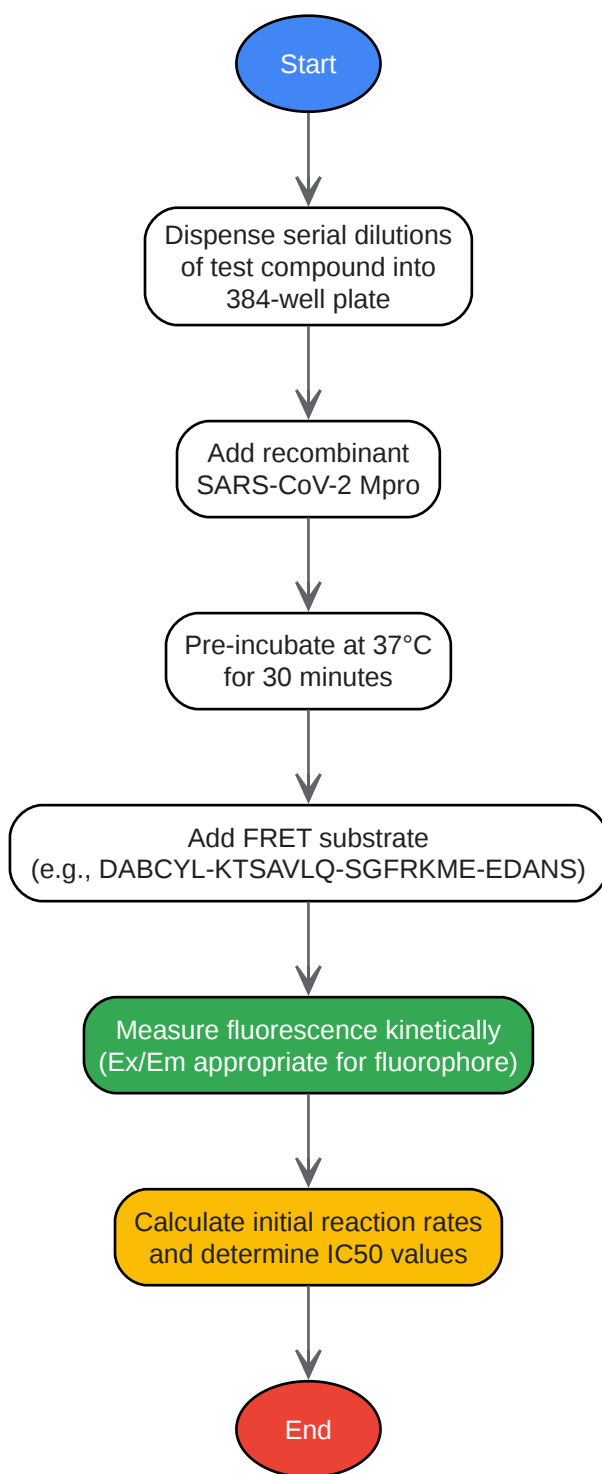 Start
Dispense serial dilutions
of test compound into
384-well plate
Add recombinant
SARS-CoV-2 Mpro
Pre-incubate at 37°C
for 30 minutes
Add FRET substrate
(e.g., DABCYL-KTSAVLQ-SGFRKME-EDANS)
Measure fluorescence kinetically
(Ex/Em appropriate for fluorophore)
Calculate initial reaction rates
and determine IC50 values
End